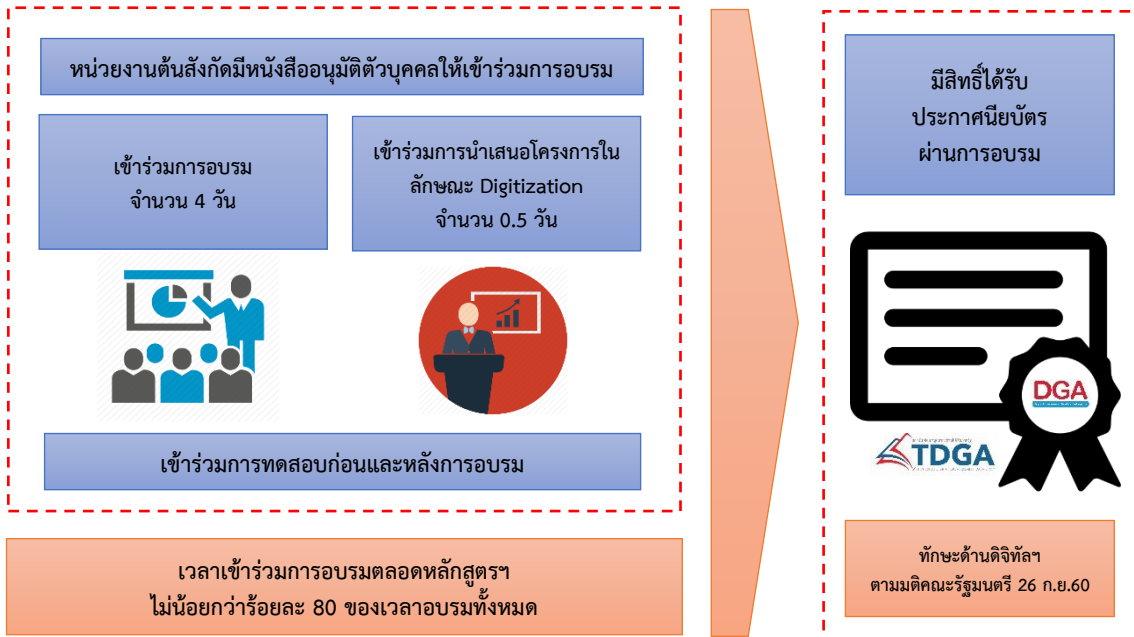 หน่วยงานต้นสังกัดมีหนังสืออนุมัติตัวบุคคลให้เข้าร่วมการอบรม
เข้าร่วมการอบรม
จำนวน 4 วัน
เข้าร่วมการนำเสนอโครงการใน
ลักษณะ Digitization
จำนวน 0.5 วัน
เข้าร่วมการทดสอบก่อนและหลังการอบรม
เวลาเข้าร่วมการอบรมตลอดหลักสูตรฯ
ไม่น้อยกว่าร้อยละ 80 ของเวลาอบรมทั้งหมด
มีสิทธิ์ได้รับ
ประกาศนียบัตร
ผ่านการอบรม
DGA
TDGA
ทักษะด้านดิจิทัลฯ
ตามมติคณะรัฐมนตรี 26 ก.ย.60